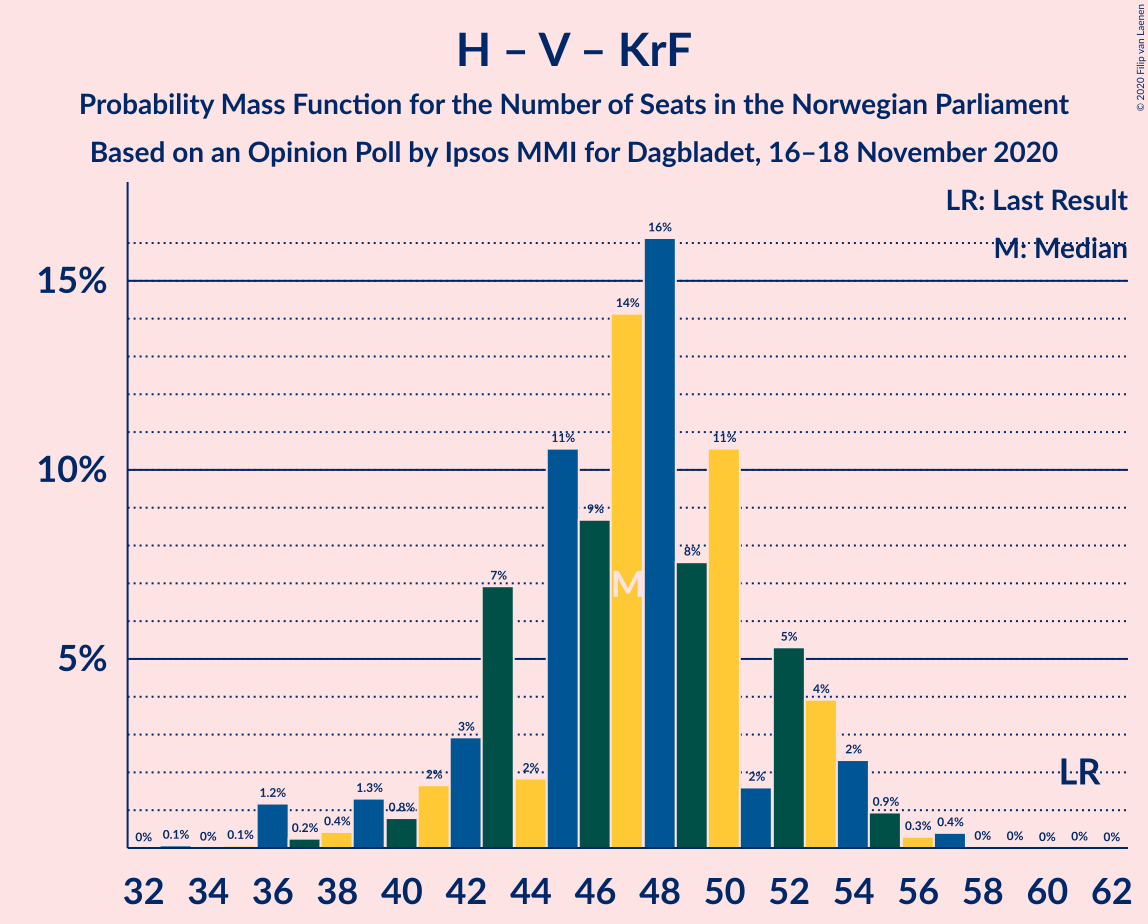 H – V – KrF
Probability Mass Function for the Number of Seats in the Norwegian Parliament
Based on an Opinion Poll by Ipsos MMI for Dagbladet, 16–18 November 2020
© 2020 Filip van Laenen
LR: Last Result
M: Median
15%
10%
5%
0% 0.1% 0% 0.1% 1.2% 0.2% 0.4% 1.3% 0.8% 2% 3% 7% 2% 11% 9% 14% 16% 8% 11% 2% 5% 4% 2% 0.9% 0.3% 0.4% 0% 0% 0% 0% 0%
M
LR
32 34 36 38 40 42 44 46 48 50 52 54 56 58 60 62